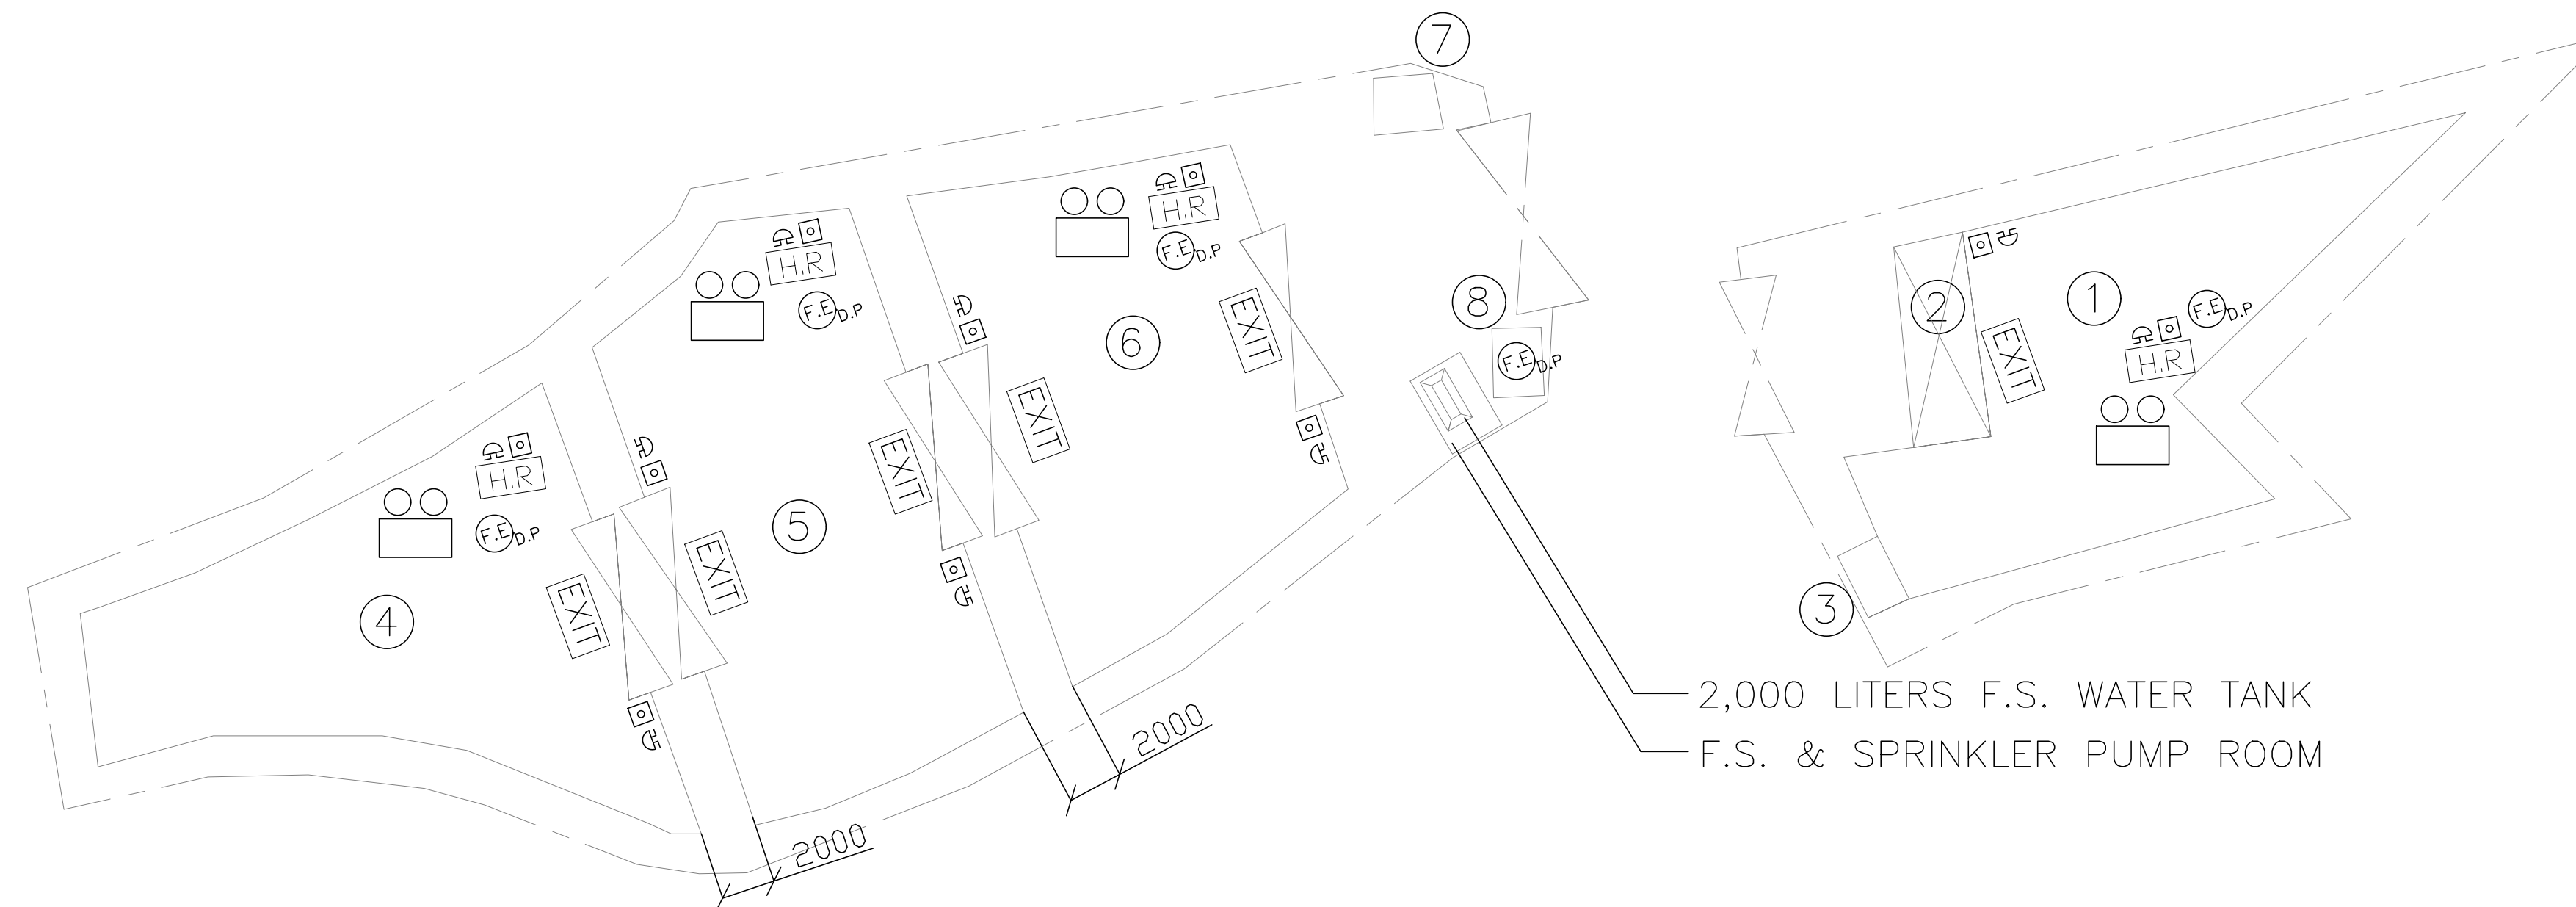 7
H.R
F.E
D.P
H.R
F.E
D.P
6
EXIT
EXIT
H.R
F.E
D.P
4
EXIT
EXIT
5
EXIT
8
F.E
D.P
2
1
F.E
D.P
EXIT
H.R
3
2,000 LITERS F.S. WATER TANK
F.S. & SPRINKLER PUMP ROOM
2000
2000